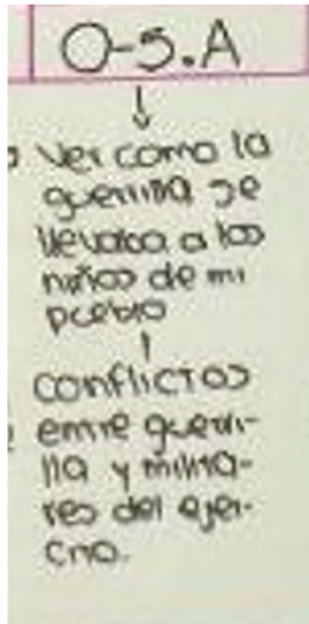 O-5.A
Ver como la
guerrilla se
llevaba a los
niños de mi
pueblo
conflictos
entre guerri-
lla y milita-
res del ejer-
cito.